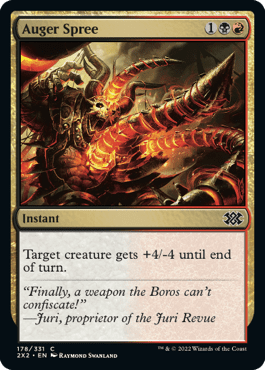 Auger Spree
1
Instant
Target creature gets +4/-4 until end
of turn.
“Finally, a weapon the Boros can’t
confiscate!”
—Juri, proprietor of the Juri Revue
178/331 C
2X2 • EN RAYMOND SWANLAND
™ & © 2022 Wizards of the Coast